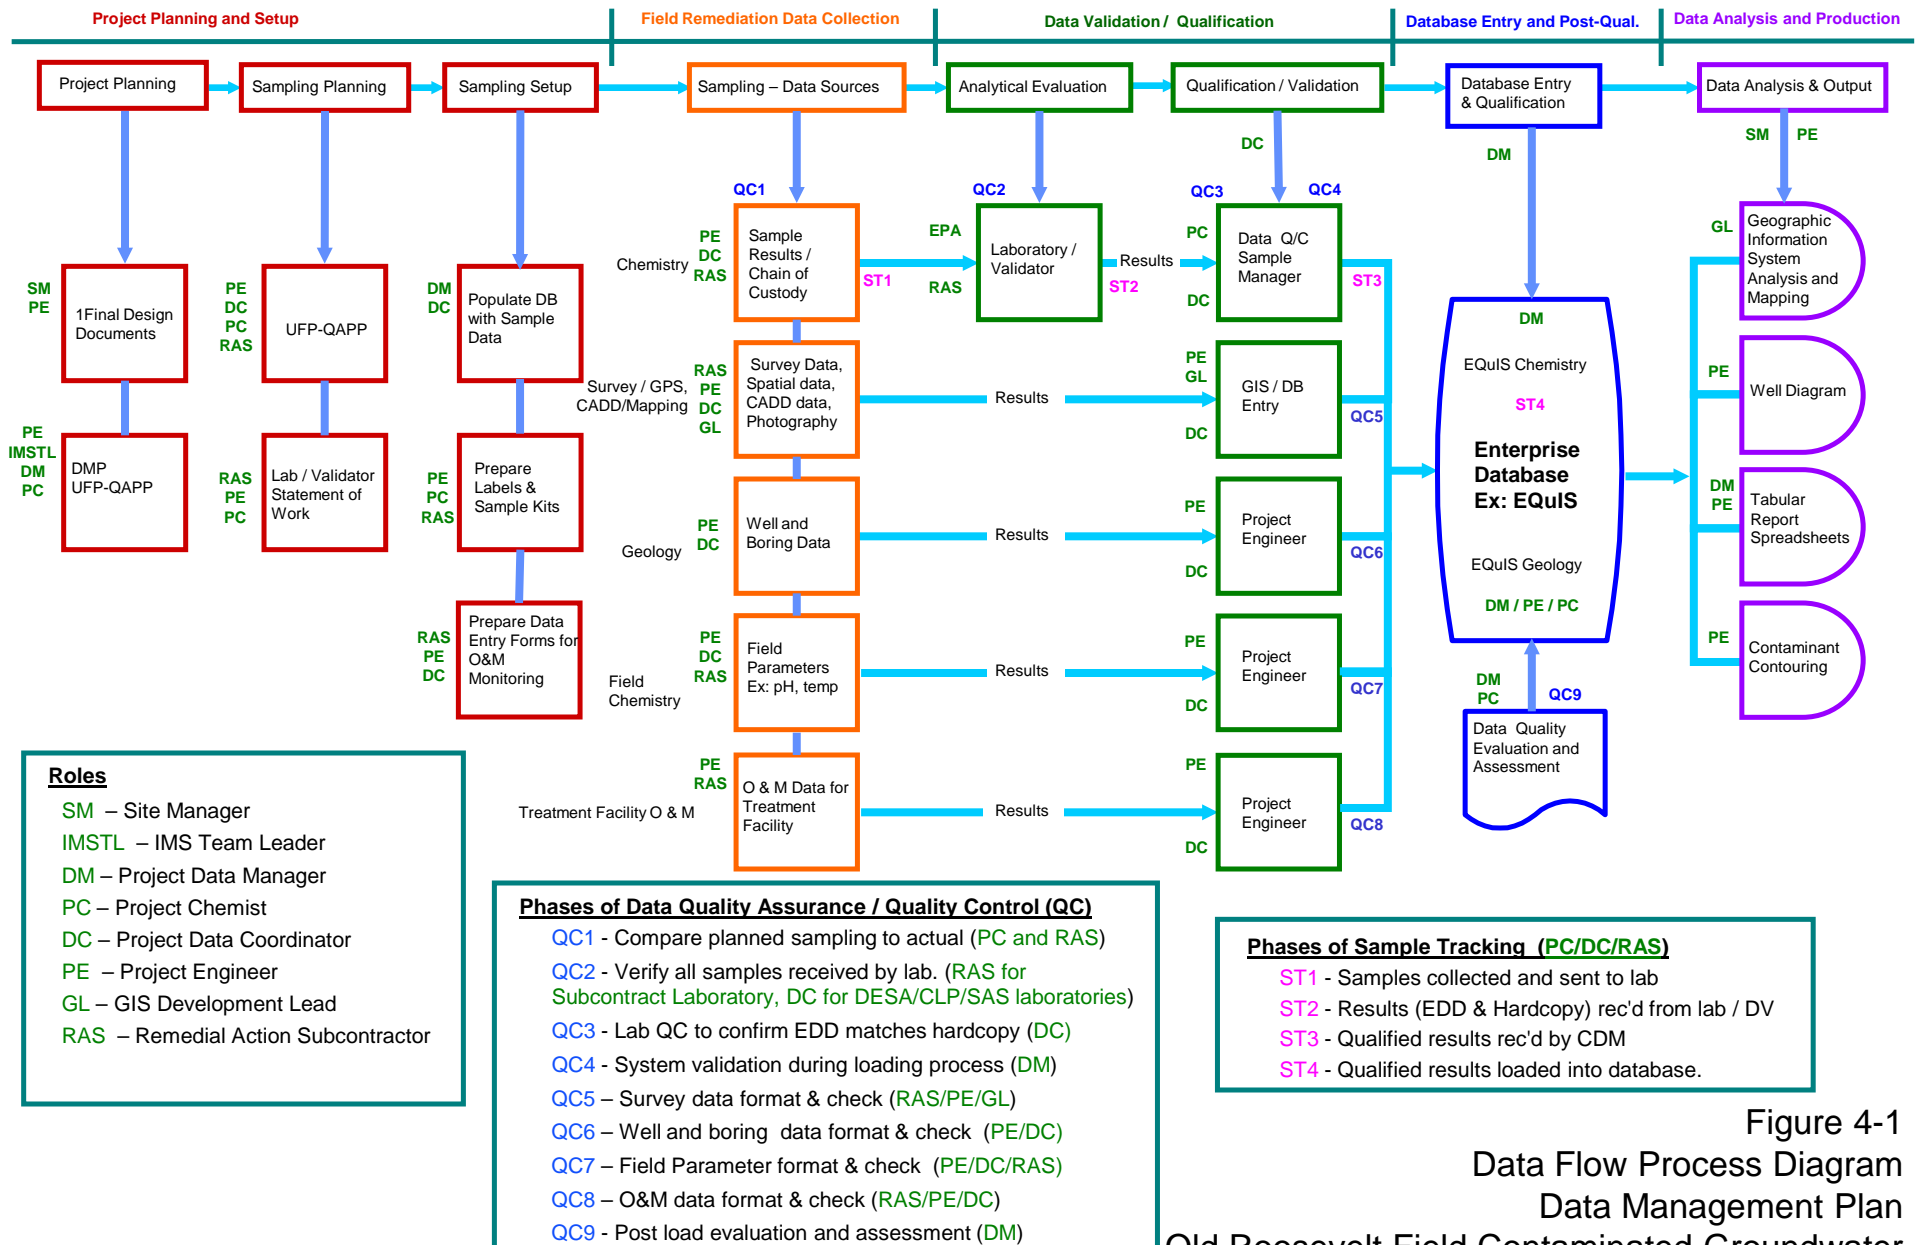 Project Planning and Setup
Field Remediation Data Collection
Data Validation / Qualification
Database Entry and Post-Qual.
Data Analysis and Production
Project Planning
Sampling Planning
Sampling Setup
Sampling – Data Sources
Analytical Evaluation
Qualification / Validation
Database Entry
& Qualification
Data Analysis & Output
SM
PE
1Final Design
Documents
PE
IMSTL
DM
PC
DMP
UFP-QAPP
PE
DC
PC
RAS
UFP-QAPP
RAS
PE
PC
Lab / Validator
Statement of
Work
DM
DC
Populate DB
with Sample
Data
PE
PC
RAS
Prepare
Labels &
Sample Kits
RAS
PE
DC
Prepare Data
Entry Forms for
O&M
Monitoring
QC1
Chemistry
PE
DC
RAS
Sample
Results /
Chain of
Custody
ST1
QC2
EPA
RAS
Laboratory /
Validator
Results
ST2
DC
QC3
QC4
PC
DC
Data Q/C
Sample
Manager
ST3
Survey / GPS,
CADD/Mapping
RAS
PE
DC
GL
Survey Data,
Spatial data,
CADD data,
Photography
Results
PE
GL
DC
GIS / DB
Entry
QC5
Geology
PE
DC
Well and
Boring Data
Results
PE
DC
Project
Engineer
QC6
Field
Chemistry
PE
DC
RAS
Field
Parameters
Ex: pH, temp
Results
PE
DC
Project
Engineer
QC7
Treatment Facility O & M
PE
RAS
O & M Data for
Treatment
Facility
Results
PE
DC
Project
Engineer
QC8
DM
DM
EQuIS Chemistry
ST4
Enterprise
Database
Ex: EQuIS
EQuIS Geology
DM / PE / PC
DM
PC
QC9
Data Quality
Evaluation and
Assessment
SM PE
GL
Geographic
Information
System
Analysis and
Mapping
PE
Well Diagram
DM
PE
Tabular
Report
Spreadsheets
PE
Contaminant
Contouring
Roles
SM – Site Manager
IMSTL – IMS Team Leader
DM – Project Data Manager
PC – Project Chemist
DC – Project Data Coordinator
PE – Project Engineer
GL – GIS Development Lead
RAS – Remedial Action Subcontractor
Phases of Data Quality Assurance / Quality Control (QC)
QC1 - Compare planned sampling to actual (PC and RAS)
QC2 - Verify all samples received by lab. (RAS for
Subcontract Laboratory, DC for DESA/CLP/SAS laboratories)
QC3 - Lab QC to confirm EDD matches hardcopy (DC)
QC4 - System validation during loading process (DM)
QC5 – Survey data format & check (RAS/PE/GL)
QC6 – Well and boring data format & check (PE/DC)
QC7 – Field Parameter format & check (PE/DC/RAS)
QC8 – O&M data format & check (RAS/PE/DC)
QC9 - Post load evaluation and assessment (DM)
Phases of Sample Tracking (PC/DC/RAS)
ST1 - Samples collected and sent to lab
ST2 - Results (EDD & Hardcopy) rec'd from lab / DV
ST3 - Qualified results rec'd by CDM
ST4 - Qualified results loaded into database.
Figure 4-1
Data Flow Process Diagram
Data Management Plan
Old Roosevelt Field Contaminated Groundwater